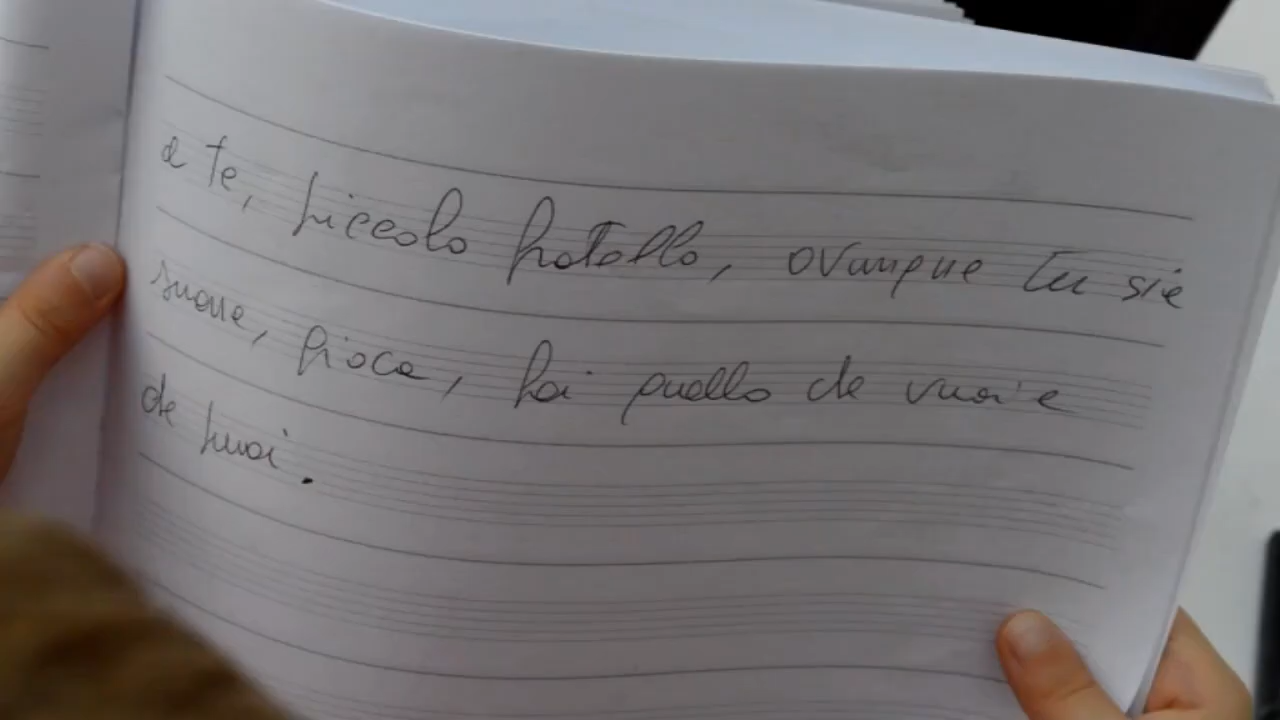 a te, piccolo fratello, ovunque tu sia
suona, gioca, fai quello che vuoi e
che puoi.